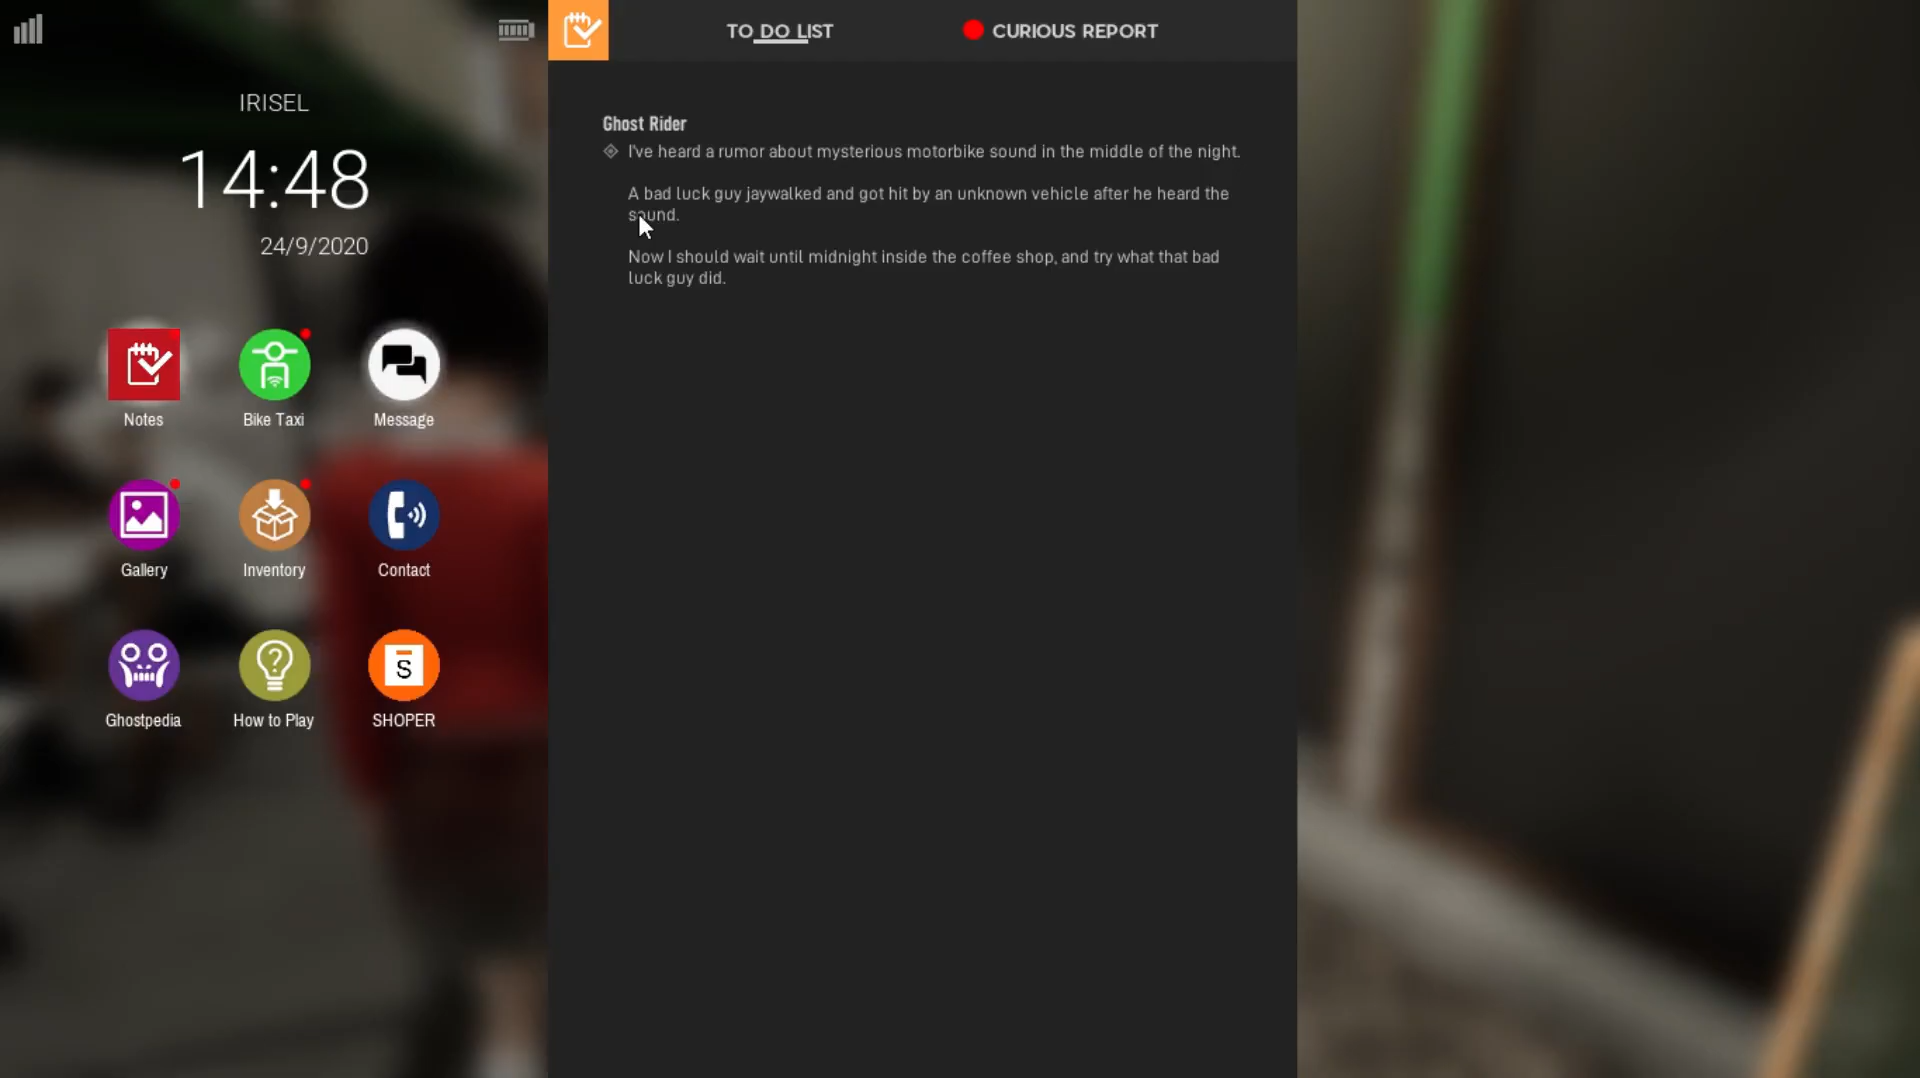 IRISEL
14:48
24/9/2020
Notes
Bike Taxi
Message
Gallery
Inventory
Contact
Ghostpedia
How to Play
S
SHOPER
TO DO LIST
CURIOUS REPORT
Ghost Rider
I've heard a rumor about mysterious motorbike sound in the middle of the night.
A bad luck guy jaywalked and got hit by an unknown vehicle after he heard the
sound.
Now I should wait until midnight inside the coffee shop, and try what that bad
luck guy did.